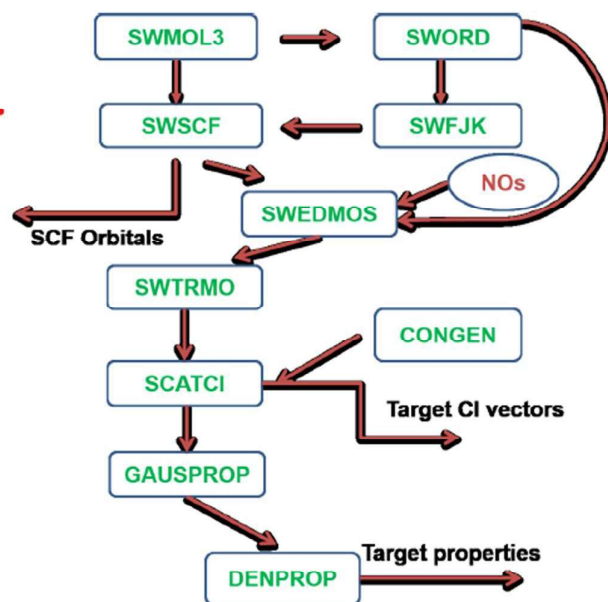 SWMOL3
SWORD
SWSCF
SWFJK
NOs
SWEDMOS
SCF Orbitals
SWTRMO
CONGEN
SCATCI
Target CI vectors
GAUSPROP
Target properties
DENPROP